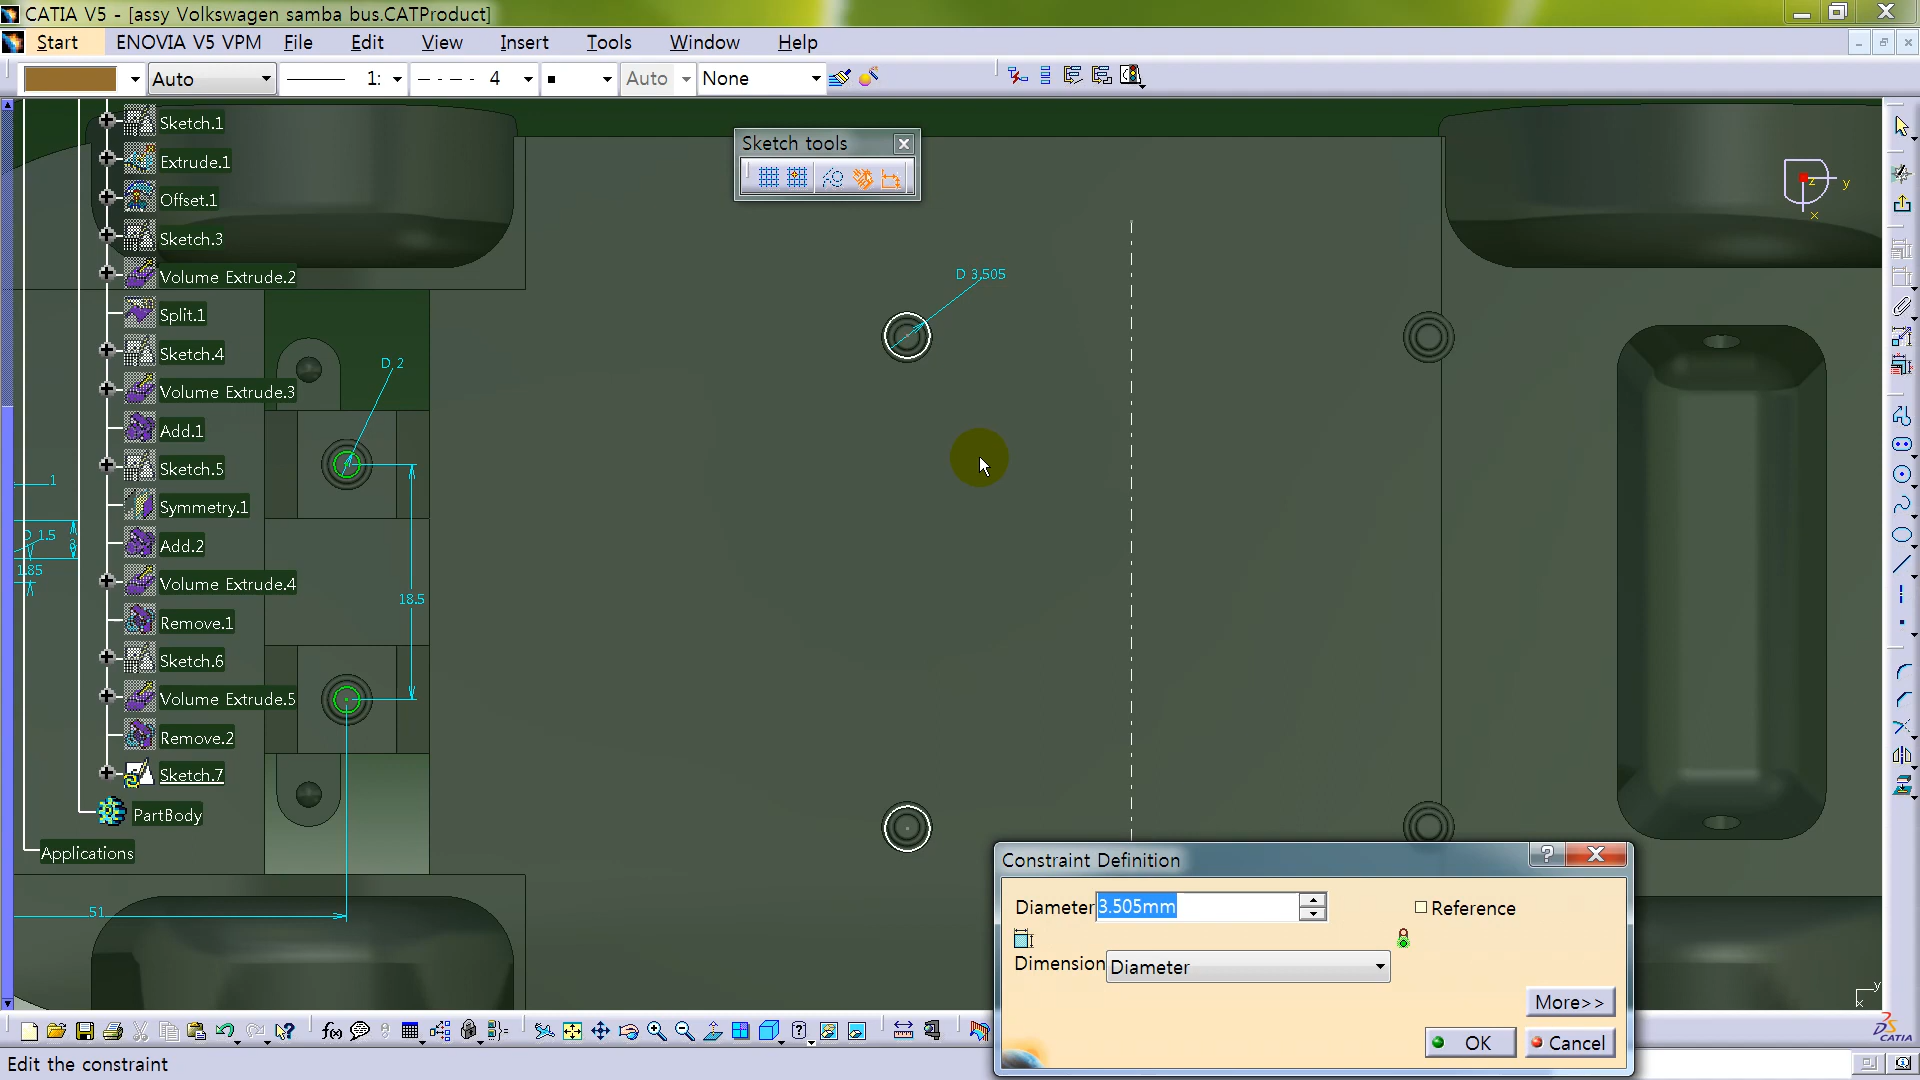 CATIA V5 - [assy Volkswagen samba bus.CATProduct]
Start ENOVIA V5 VPM File Edit View Insert Tools Window Help
Auto 1: 4 Auto None
Sketch tools
Sketch.1
Extrude.1
Offset.1
Sketch.3
Volume Extrude.2
Split.1
Sketch.4
Volume Extrude.3
Add.1
Sketch.5
Symmetry.1
Add.2
Volume Extrude.4
Remove.1
Sketch.6
Volume Extrude.5
Remove.2
Sketch.7
PartBody
Applications
D 3,505
D 2
18.5
1
D 1.5
3
1.85
51
z
y
x
Constraint Definition
Diameter 3.505mm
Reference
Dimension Diameter
More>>
OK Cancel
y
x
CATIA
Edit the constraint